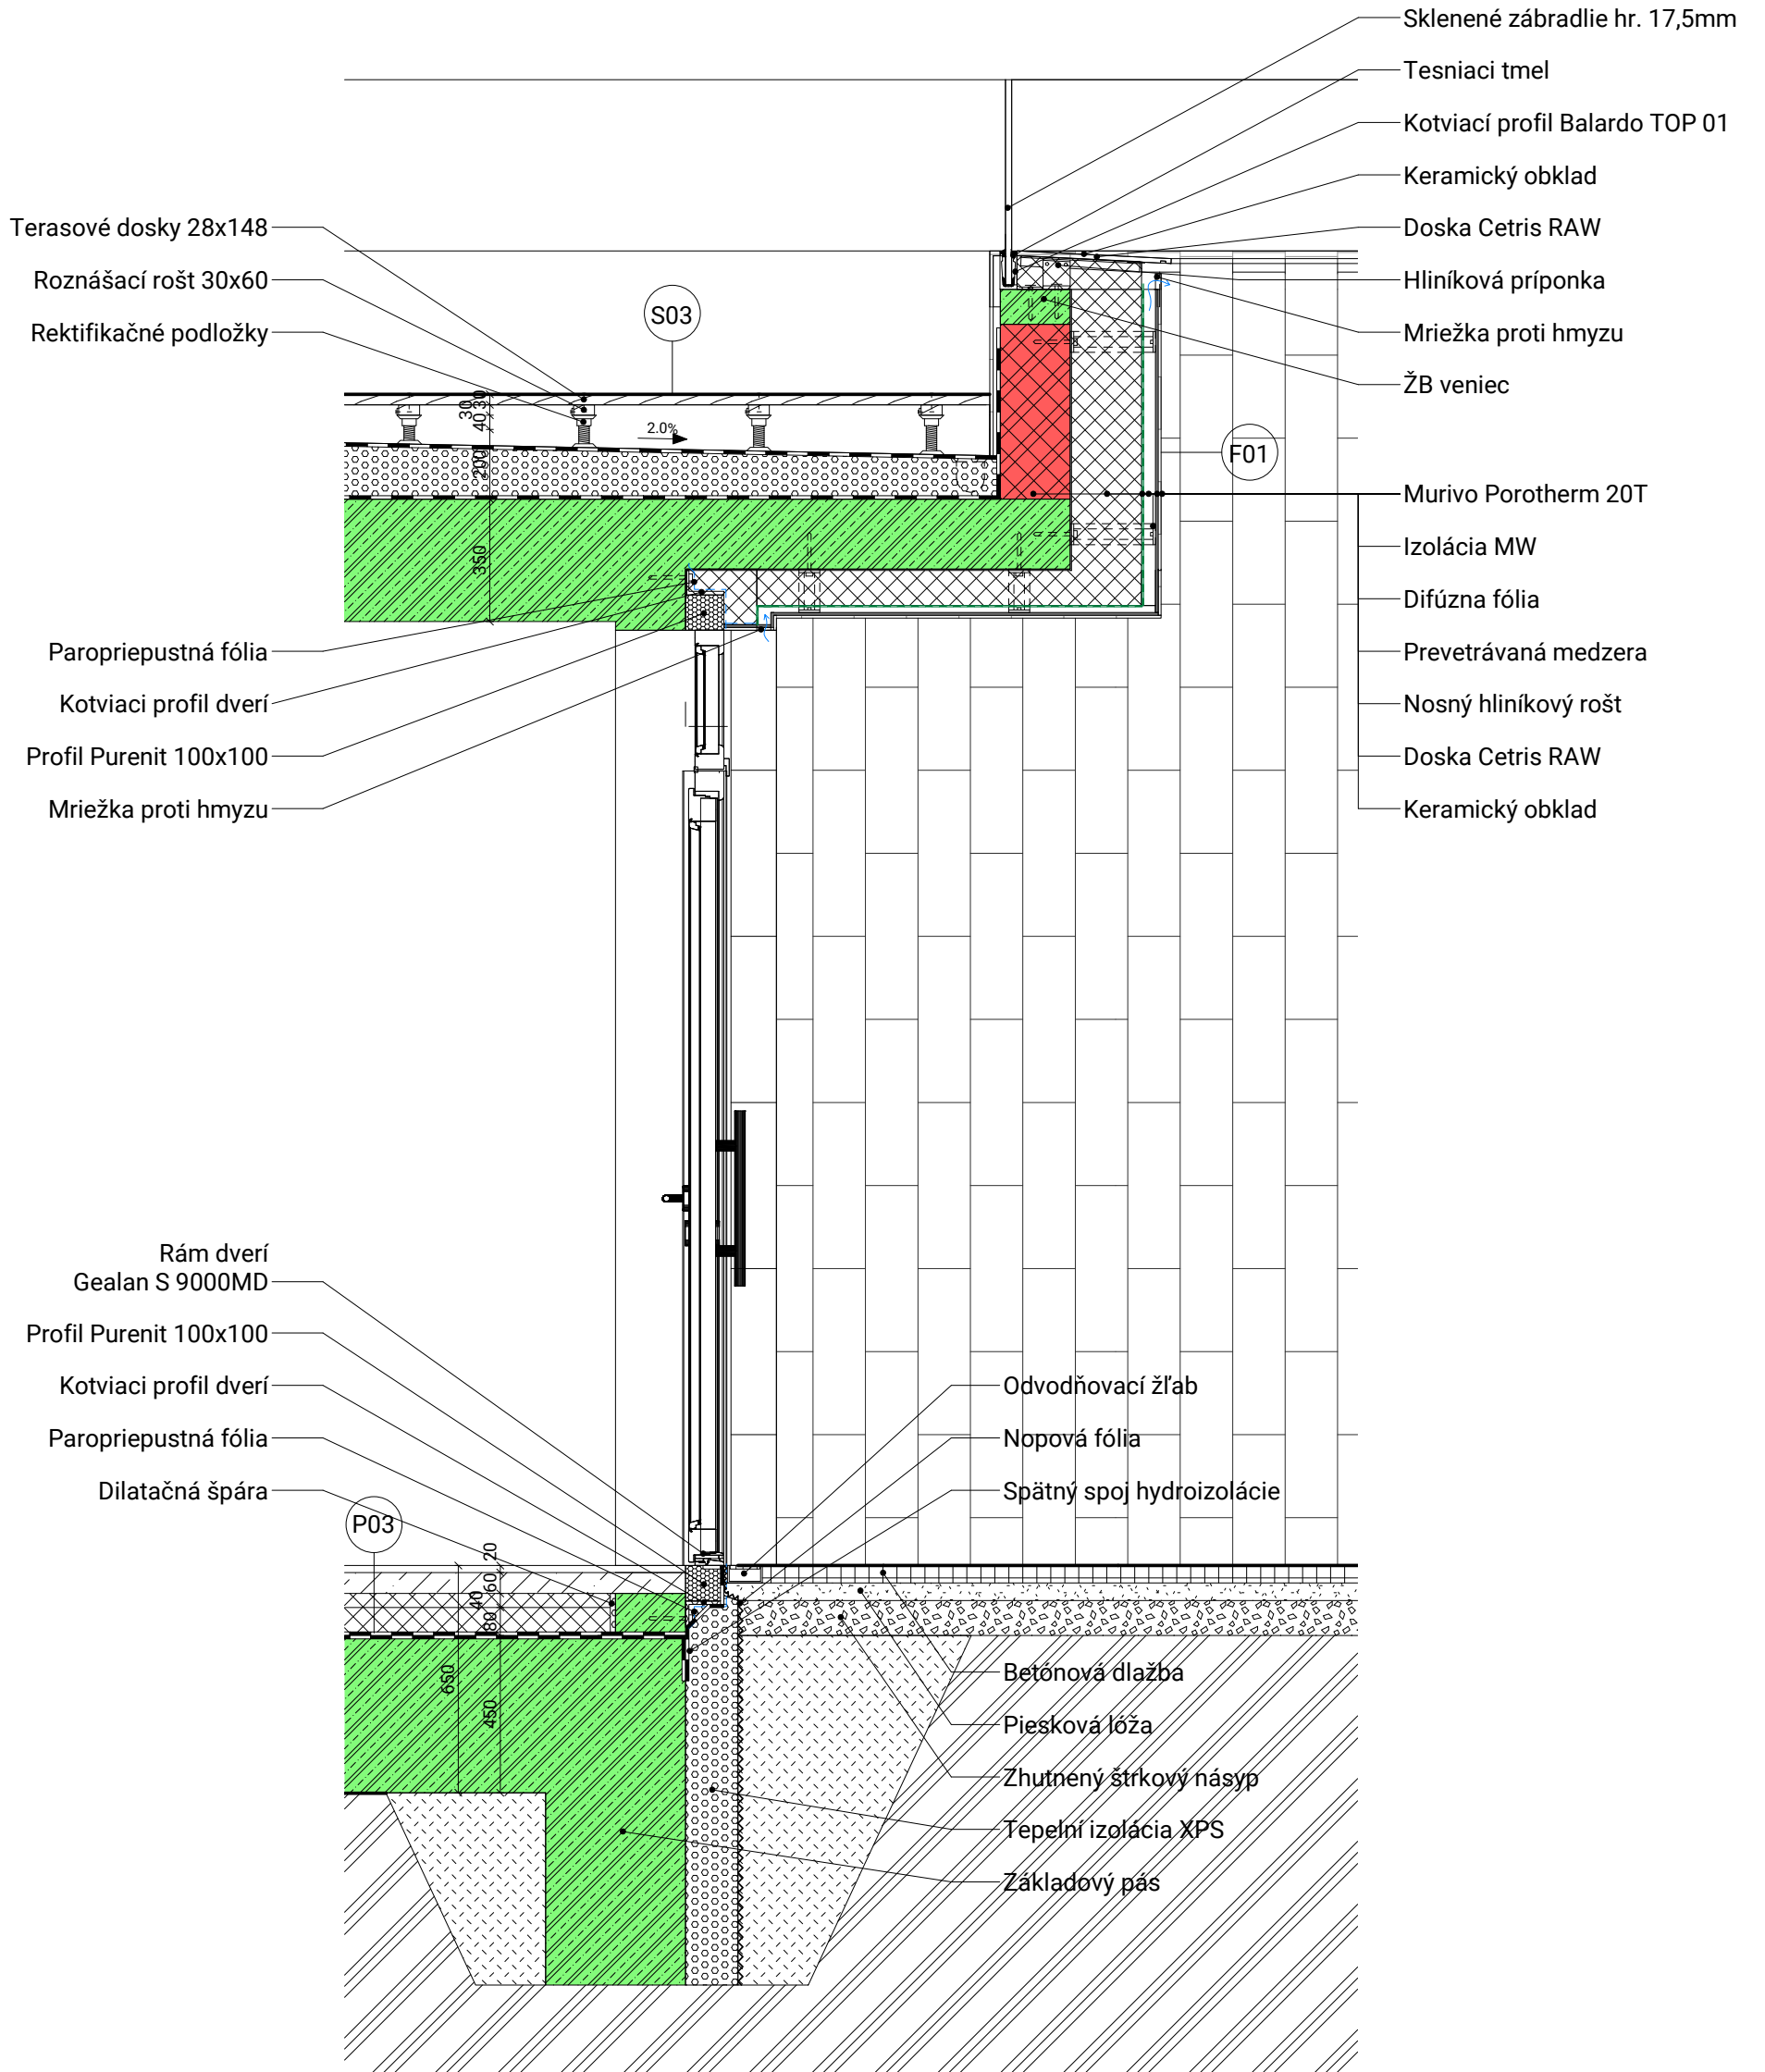 Sklenené zábradlie hr. 17,5mm
Tesniaci tmel
Kotviací profil Balardo TOP 01
Keramický obklad
Doska Cetris RAW
Hliníková príponka
Mriežka proti hmyzu
ŽB veniec
Terasové dosky 28x148
Roznášací rošt 30x60
Rektifikačné podložky
S03
30
30
40
2.0%
200
350
F01
Murivo Porotherm 20T
Izolácia MW
Difúzna fólia
Prevetrávaná medzera
Nosný hliníkový rošt
Doska Cetris RAW
Keramický obklad
Paropriepustná fólia
Kotviaci profil dverí
Profil Purenit 100x100
Mriežka proti hmyzu
Rám dverí
Gealan S 9000MD
Profil Purenit 100x100
Kotviaci profil dverí
Paropriepustná fólia
Dilatačná špára
Odvodňovací žľab
Nopová fólia
Spätný spoj hydroizolácie
P03
20
60
40
80
650
450
Betónová dlažba
Piesková lóža
Zhutnený štrkový násyp
Tepelní izolácia XPS
Základový pás